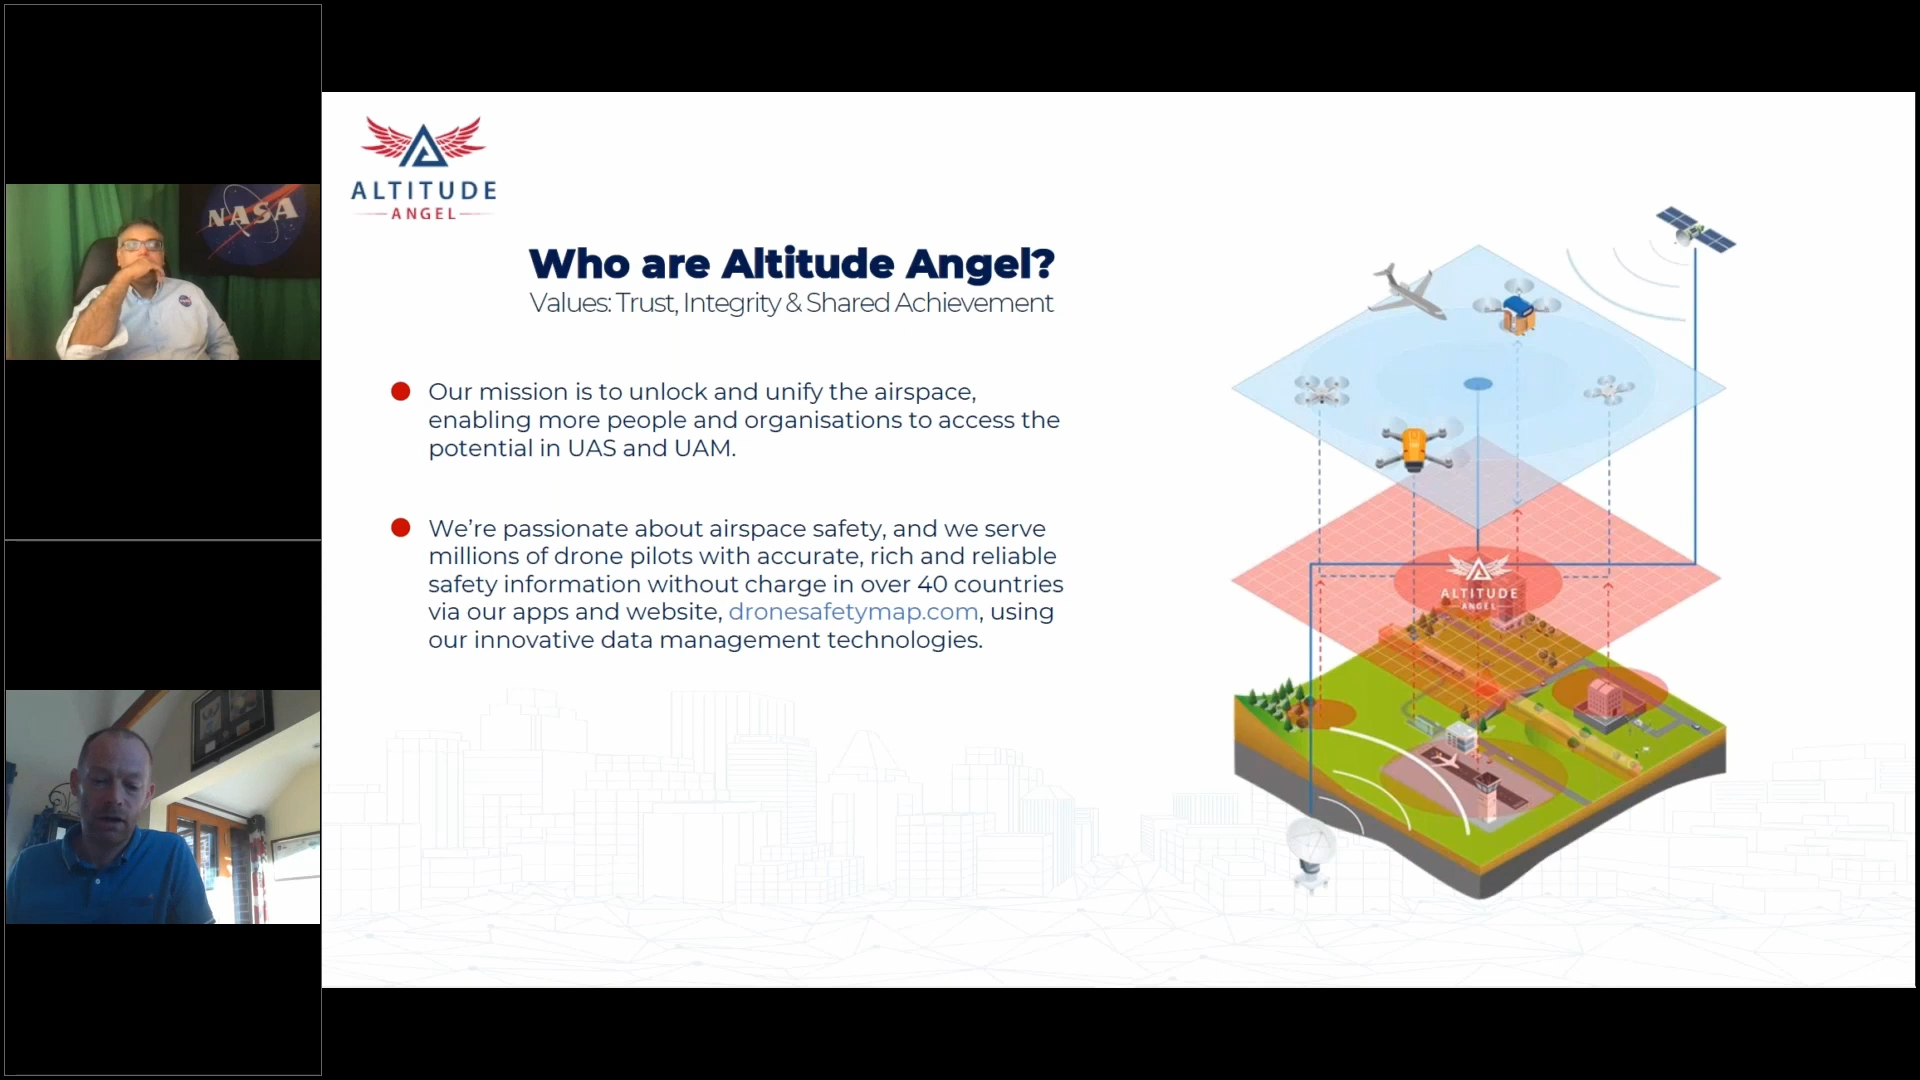 NASA
ALTITUDE
ANGEL
Who are Altitude Angel?
Values: Trust, Integrity & Shared Achievement
Our mission is to unlock and unify the airspace,
enabling more people and organisations to access the
potential in UAS and UAM.
We’re passionate about airspace safety, and we serve
millions of drone pilots with accurate, rich and reliable
safety information without charge in over 40 countries
via our apps and website, dronesafetymap.com, using
our innovative data management technologies.
ALTITUDE
ANGEL